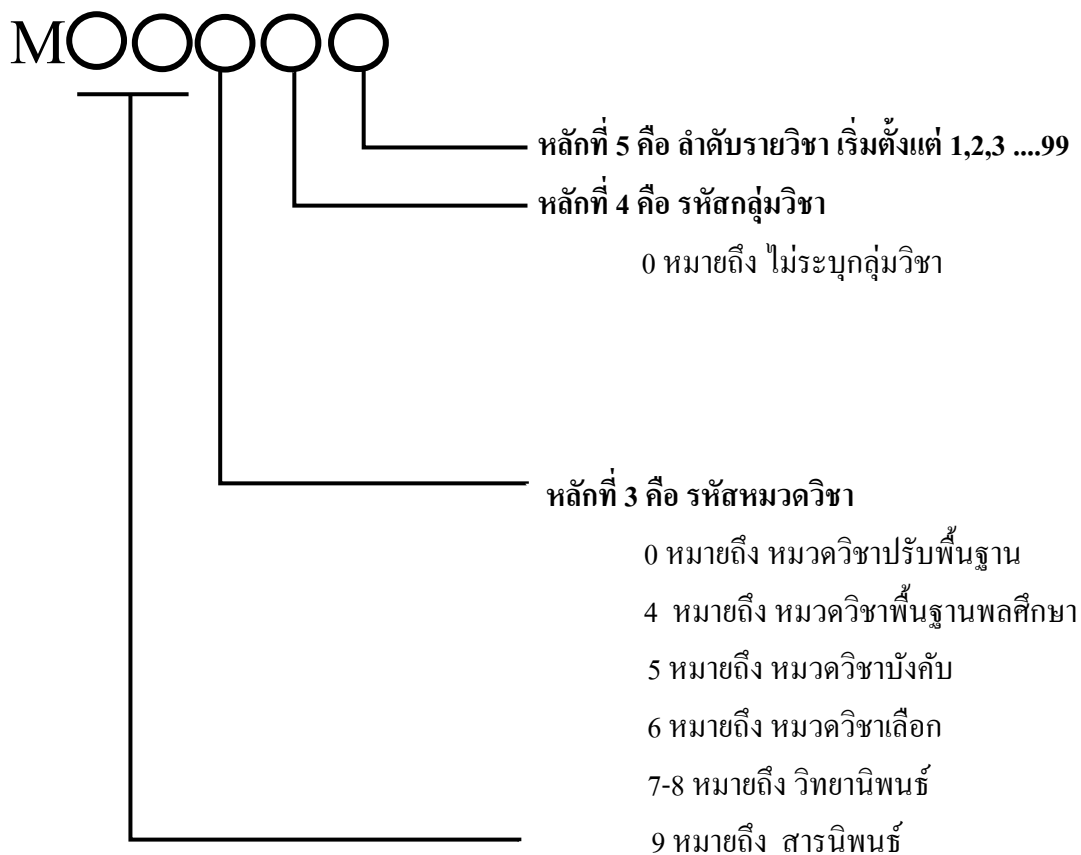 M
หลักที่ 5 คือ ลำดับรายวิชา เริ่มตั้งแต่ 1,2,3 ....99
หลักที่ 4 คือ รหัสกลุ่มวิชา
0 หมายถึง ไม่ระบุกลุ่มวิชา
หลักที่ 3 คือ รหัสหมวดวิชา
0 หมายถึง หมวดวิชาปรับพื้นฐาน
4 หมายถึง หมวดวิชาพื้นฐานพลศึกษา
5 หมายถึง หมวดวิชาบังคับ
6 หมายถึง หมวดวิชาเลือก
7-8 หมายถึง วิทยานิพนธ์
9 หมายถึง สารนิพนธ์